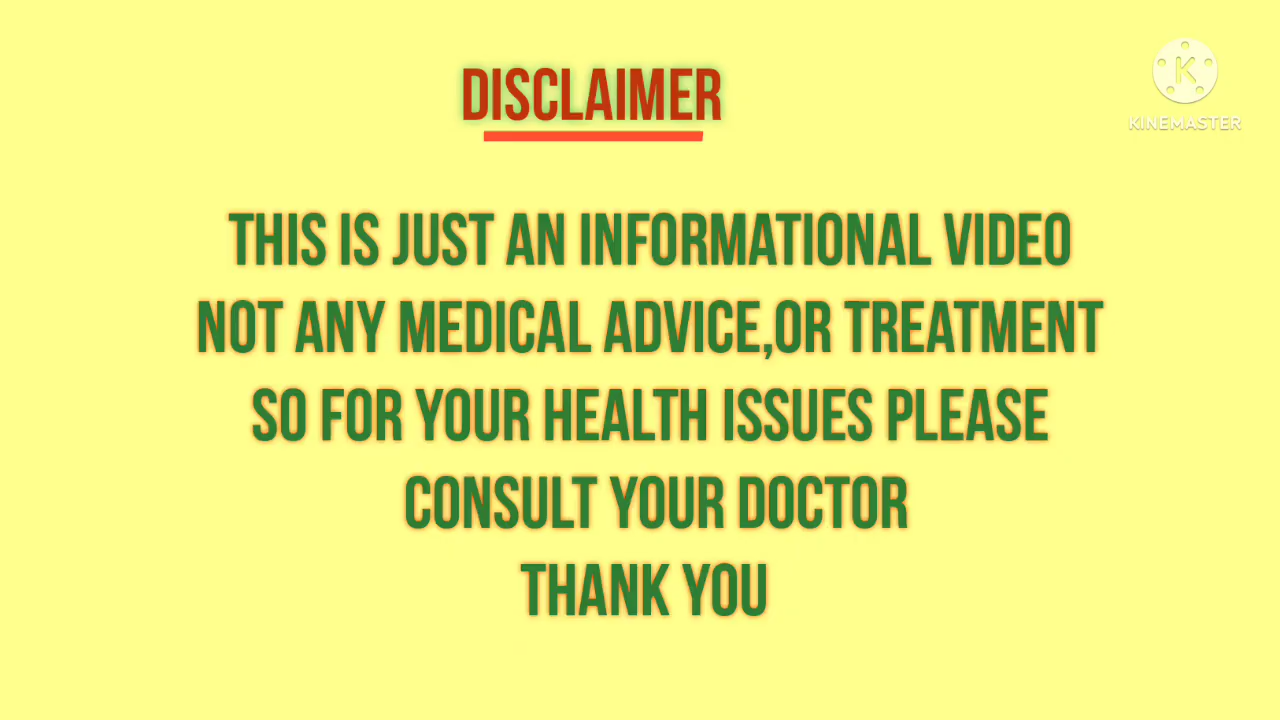 DISCLAIMER
KINEMASTER
THIS IS JUST AN INFORMATIONAL VIDEO
NOT ANY MEDICAL ADVICE,OR TREATMENT
SO FOR YOUR HEALTH ISSUES PLEASE
CONSULT YOUR DOCTOR
THANK YOU